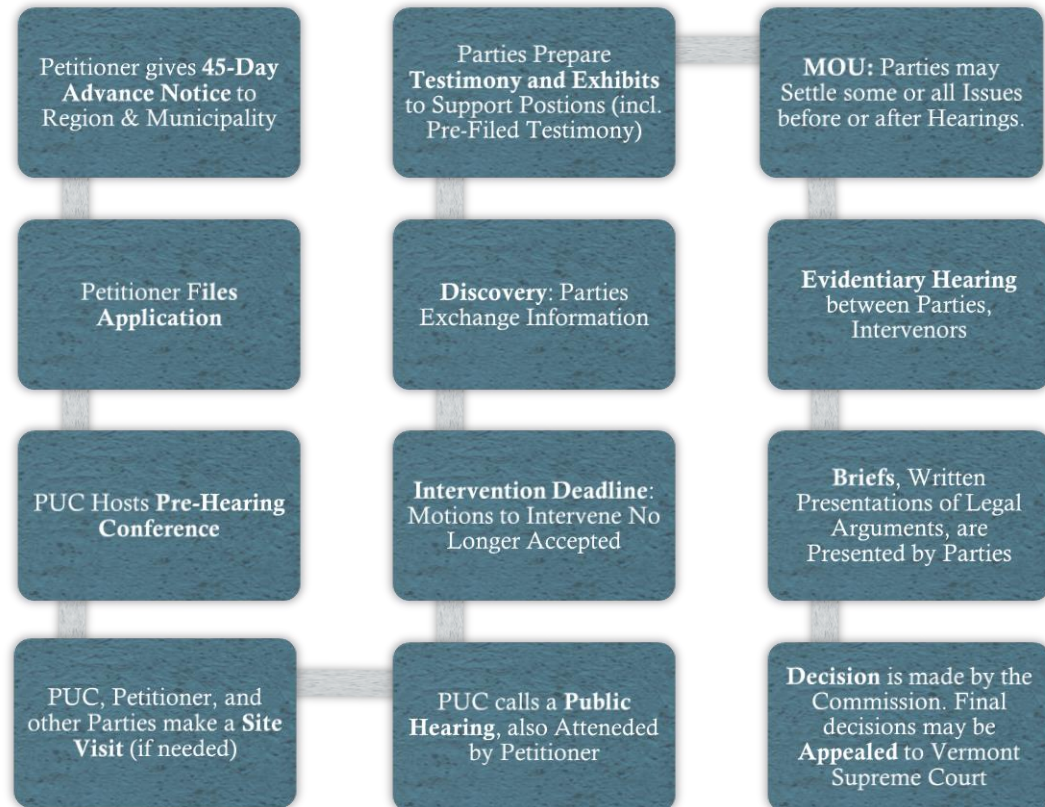 Petitioner gives 45-Day
Advance Notice to
Region & Municipality
Petitioner Files
Application
PUC Hosts Pre-Hearing
Conference
PUC, Petitioner, and
other Parties make a Site
Visit (if needed)
PUC calls a Public
Hearing, also Atteneded
by Petitioner
Intervention Deadline:
Motions to Intervene No
Longer Accepted
Discovery: Parties
Exchange Information
Parties Prepare
Testimony and Exhibits
to Support Postions (incl.
Pre-Filed Testimony)
MOU: Parties may
Settle some or all Issues
before or after Hearings.
Evidentiary Hearing
between Parties,
Intervenors
Briefs, Written
Presentations of Legal
Arguments, are
Presented by Parties
Decision is made by the
Commission. Final
decisions may be
Appealed to Vermont
Supreme Court